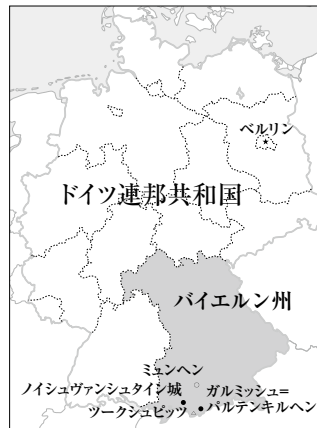 ベルリン
ドイツ連邦共和国
バイエルン州
ミュンヘン
ノイシュヴァンシュタイン城
ガルミッシュ=
パルテンキルヘン
ツークシュピッツ